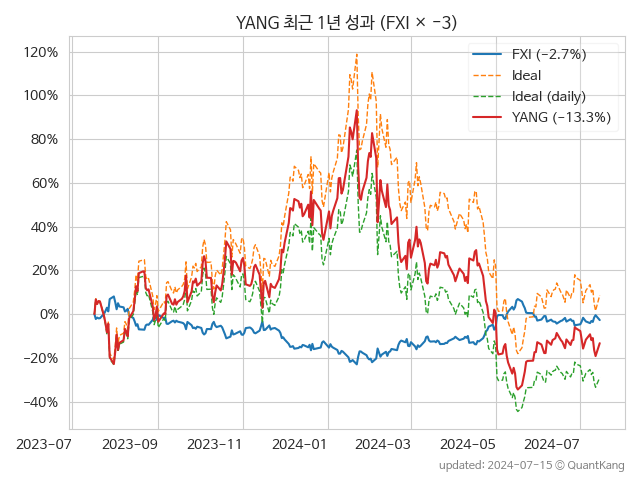 YANG 최근 1년 성과 (FXI × −3)
120%
100%
80%
60%
40%
20%
0%
−20%
−40%
FXI (−2.7%)
Ideal
Ideal (daily)
YANG (−13.3%)
2023-07
2023-09
2023-11
2024-01
2024-03
2024-05
2024-07
updated: 2024-07-15 ⓒ QuantKang